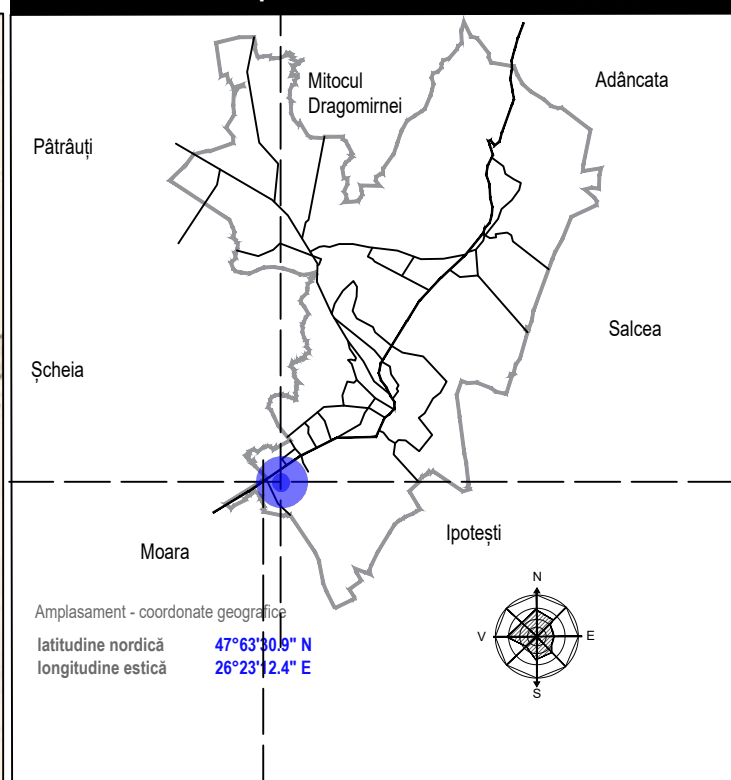 Mitocul
Dragomirnei
Adâncata
Pâtrâuți
Salcea
Șcheia
Ipotești
Moara
Amplasament - coordonate geografice
latitudine nordică 47°63'30.9" N
longitudine estică 26°23'12.4" E
N
V E
S